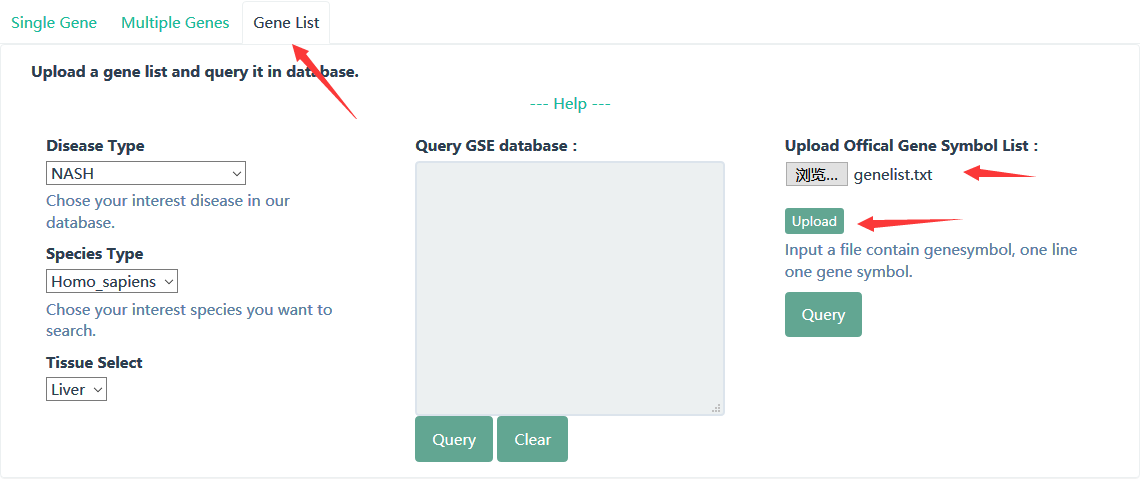 Single Gene Multiple Genes Gene List
Upload a gene list and query it in database.
--- Help ---
Disease Type
NASH
Chose your interest disease in our
database.
Species Type
Homo_sapiens
Chose your interest species you want to
search.
Tissue Select
Liver
Query GSE database :
Query Clear
Upload Offical Gene Symbol List :
浏览... genelist.txt
Upload
Input a file contain genesymbol, one line
one gene symbol.
Query